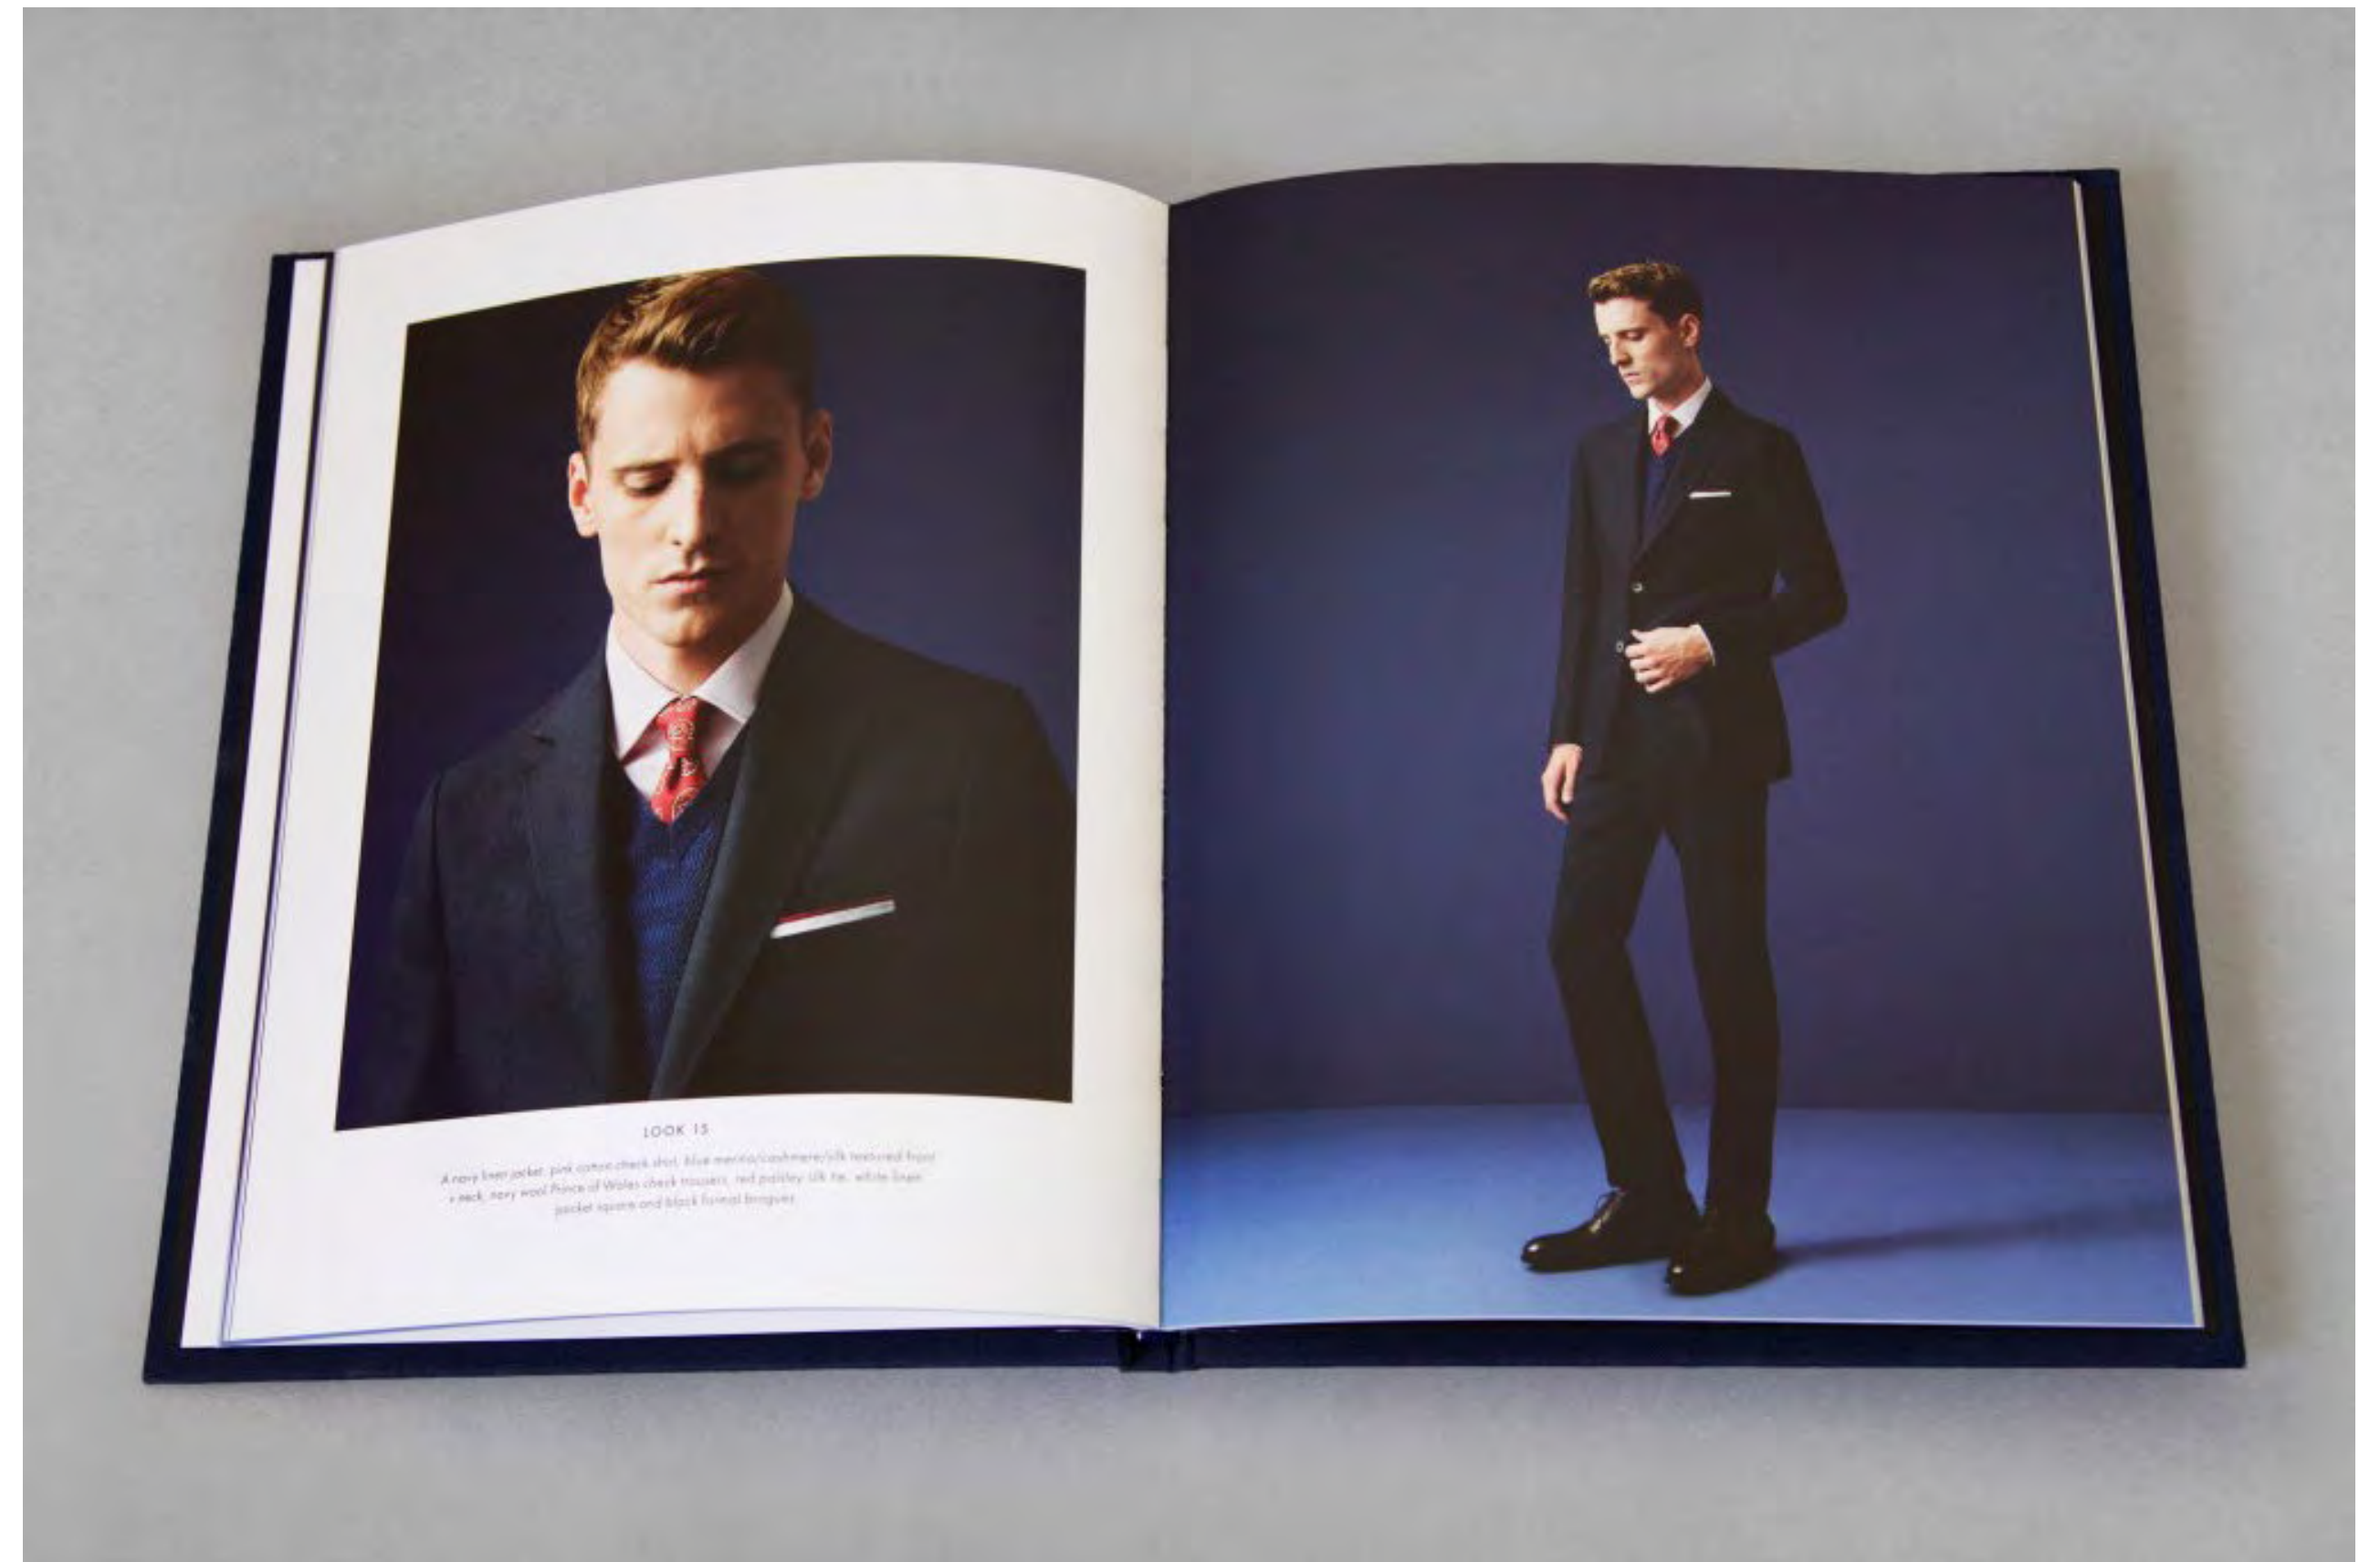 LOOK 15
A navy linen jacket, pink cotton check shirt, blue merino/cashmere/silk textured front
v neck, navy wool Prince of Wales check trousers, red paisley silk tie, white linen
pocket square and black formal brogues